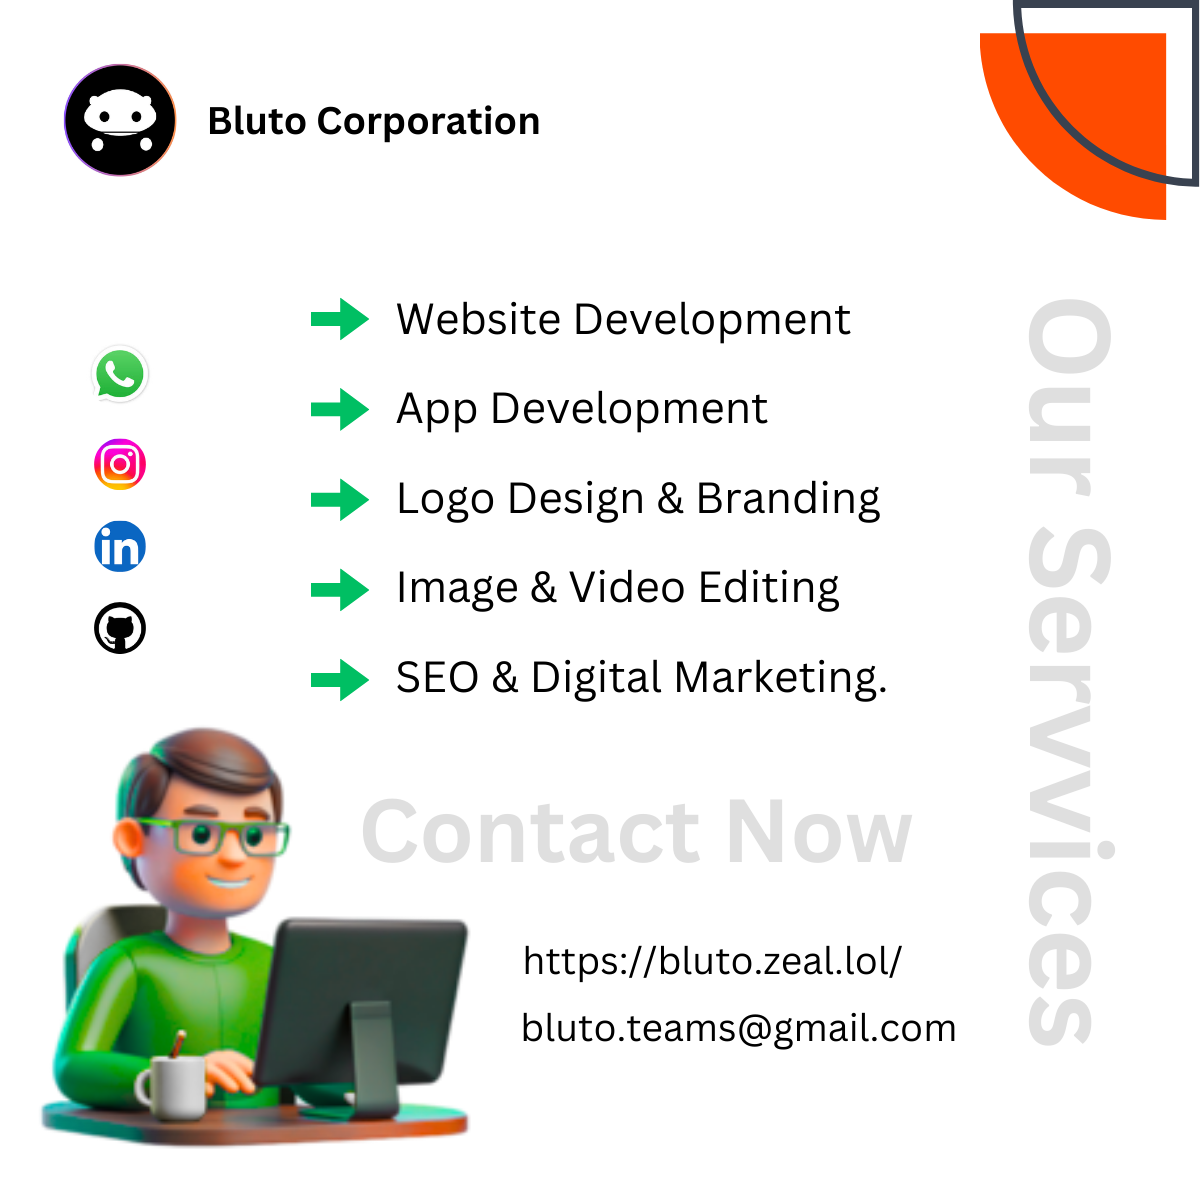 Bluto Corporation
Website Development
App Development
Logo Design & Branding
Image & Video Editing
SEO & Digital Marketing.
Our Services
Contact Now
https://bluto.zeal.lol/
bluto.teams@gmail.com